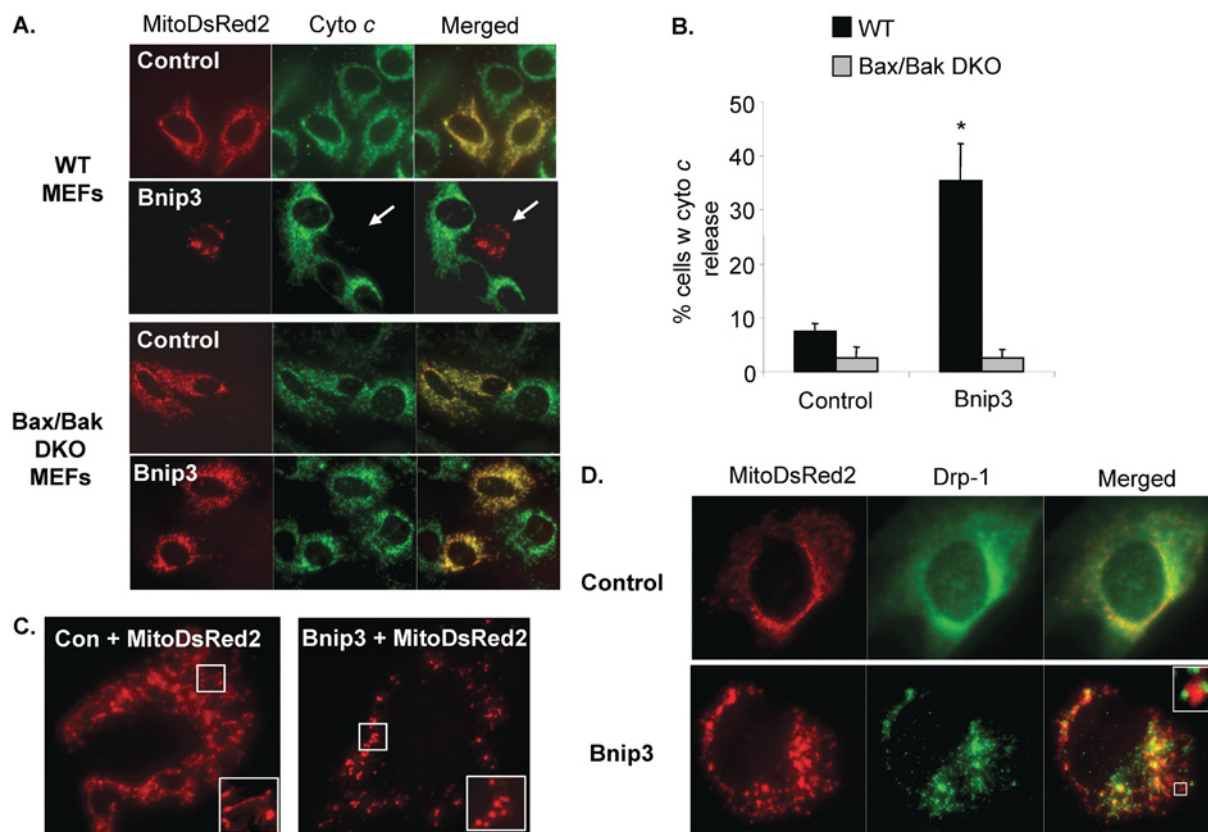 A.
MitoDsRed2 Cyto c Merged
Control
WT
MEFs
Bnip3
Control
Bax/Bak
DKO
MEFs
Bnip3
B.
WT
Bax/Bak DKO
% cells w cyto c
release
50
40
30
20
10
0
*
Control Bnip3
C.
Con + MitoDsRed2
Bnip3 + MitoDsRed2
D.
MitoDsRed2 Drp-1 Merged
Control
Bnip3